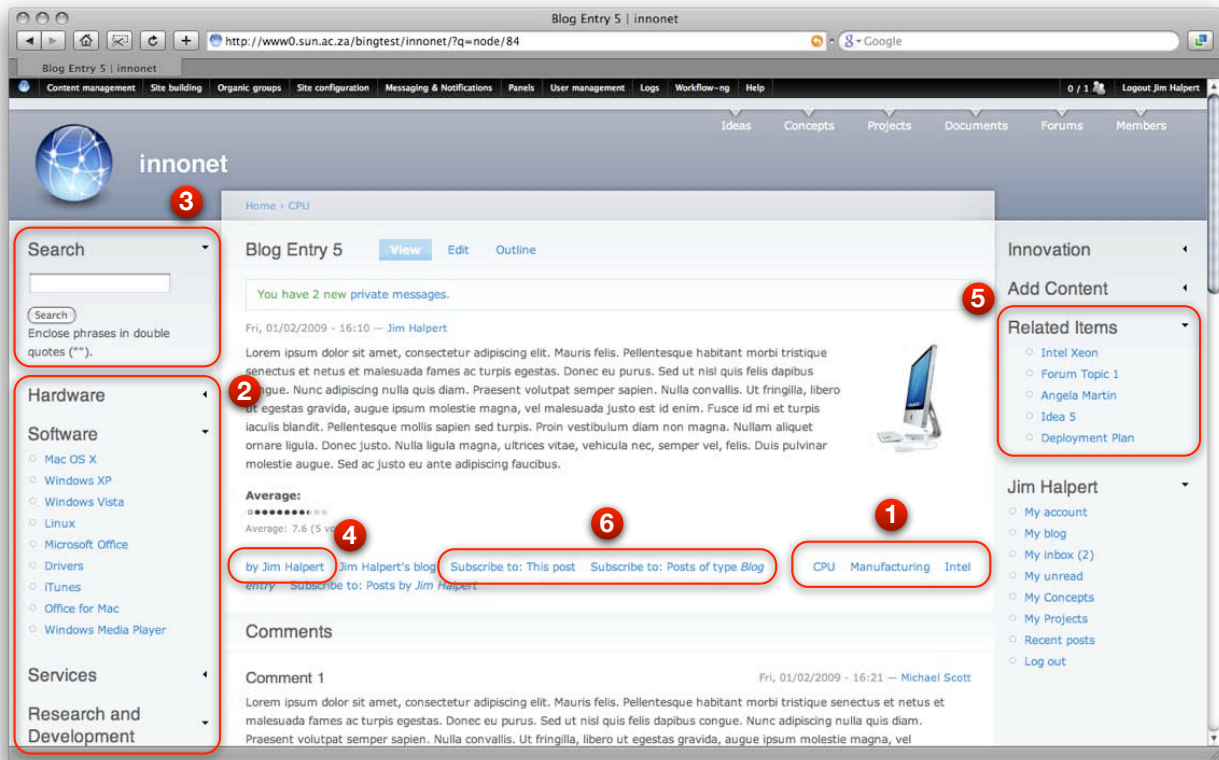 Blog Entry 5 | innonet
http://www0.sun.ac.za/bingtest/innonet/?q=node/84
Google
Blog Entry 5 | innonet
Content management Site building Organic groups Site configuration Messaging & Notifications Panels User management Logs Workflow-ng Help 0 / 1 Logout Jim Halpert
Ideas Concepts Projects Documents Forums Members
innonet
3
Home › CPU
Search
Search
Enclose phrases in double
quotes ("").
2
Hardware
Software
Mac OS X
Windows XP
Windows Vista
Linux
Microsoft Office
Drivers
iTunes
Office for Mac
Windows Media Player
Services
Research and
Development
Blog Entry 5 View Edit Outline
You have 2 new private messages.
Fri, 01/02/2009 - 16:10 — Jim Halpert
Lorem ipsum dolor sit amet, consectetur adipiscing elit. Mauris felis. Pellentesque habitant morbi tristique
senectus et netus et malesuada fames ac turpis egestas. Donec eu purus. Sed ut nisl quis felis dapibus
congue. Nunc adipiscing nulla quis diam. Praesent volutpat semper sapien. Nulla convallis. Ut fringilla, libero
ut egestas gravida, augue ipsum molestie magna, vel malesuada justo est id enim. Fusce id mi et turpis
iaculis blandit. Pellentesque mollis sapien sed turpis. Proin vestibulum diam non magna. Nullam aliquet
ornare ligula. Donec justo. Nulla ligula magna, ultrices vitae, vehicula nec, semper vel, felis. Duis pulvinar
molestie augue. Sed ac justo eu ante adipiscing faucibus.
Average:
Average: 7.6 (5 vo
4
6
1
by Jim Halpert Jim Halpert's blog Subscribe to: This post Subscribe to: Posts of type Blog
entry Subscribe to: Posts by Jim Halpert
CPU Manufacturing Intel
Comments
Comment 1 Fri, 01/02/2009 - 16:21 — Michael Scott
Lorem ipsum dolor sit amet, consectetur adipiscing elit. Mauris felis. Pellentesque habitant morbi tristique senectus et netus et
malesuada fames ac turpis egestas. Donec eu purus. Sed ut nisl quis felis dapibus congue. Nunc adipiscing nulla quis diam.
Praesent volutpat semper sapien. Nulla convallis. Ut fringilla, libero ut egestas gravida, augue ipsum molestie magna, vel
Innovation
Add Content
5
Related Items
Intel Xeon
Forum Topic 1
Angela Martin
Idea 5
Deployment Plan
Jim Halpert
My account
My blog
My inbox (2)
My unread
My Concepts
My Projects
Recent posts
Log out